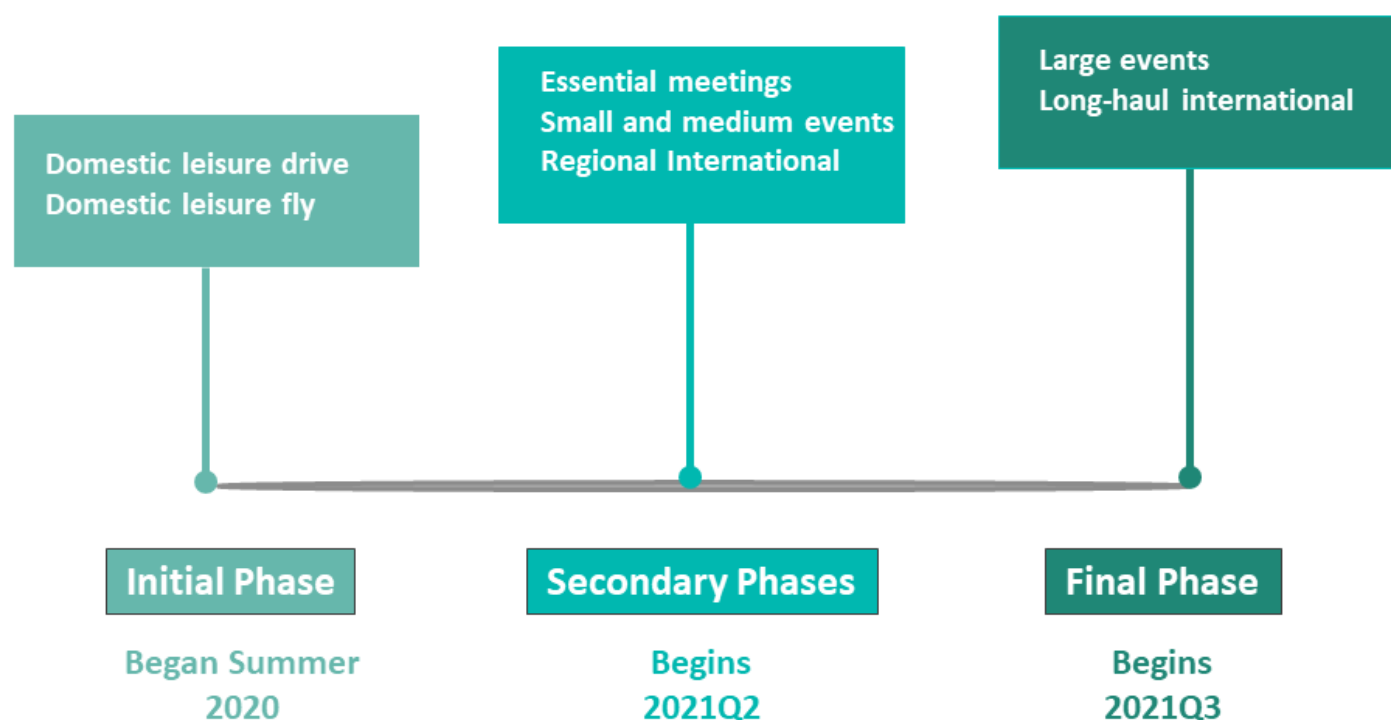 Domestic leisure drive
Domestic leisure fly
Essential meetings
Small and medium events
Regional International
Large events
Long-haul international
Initial Phase
Began Summer
2020
Secondary Phases
Begins
2021Q2
Final Phase
Begins
2021Q3